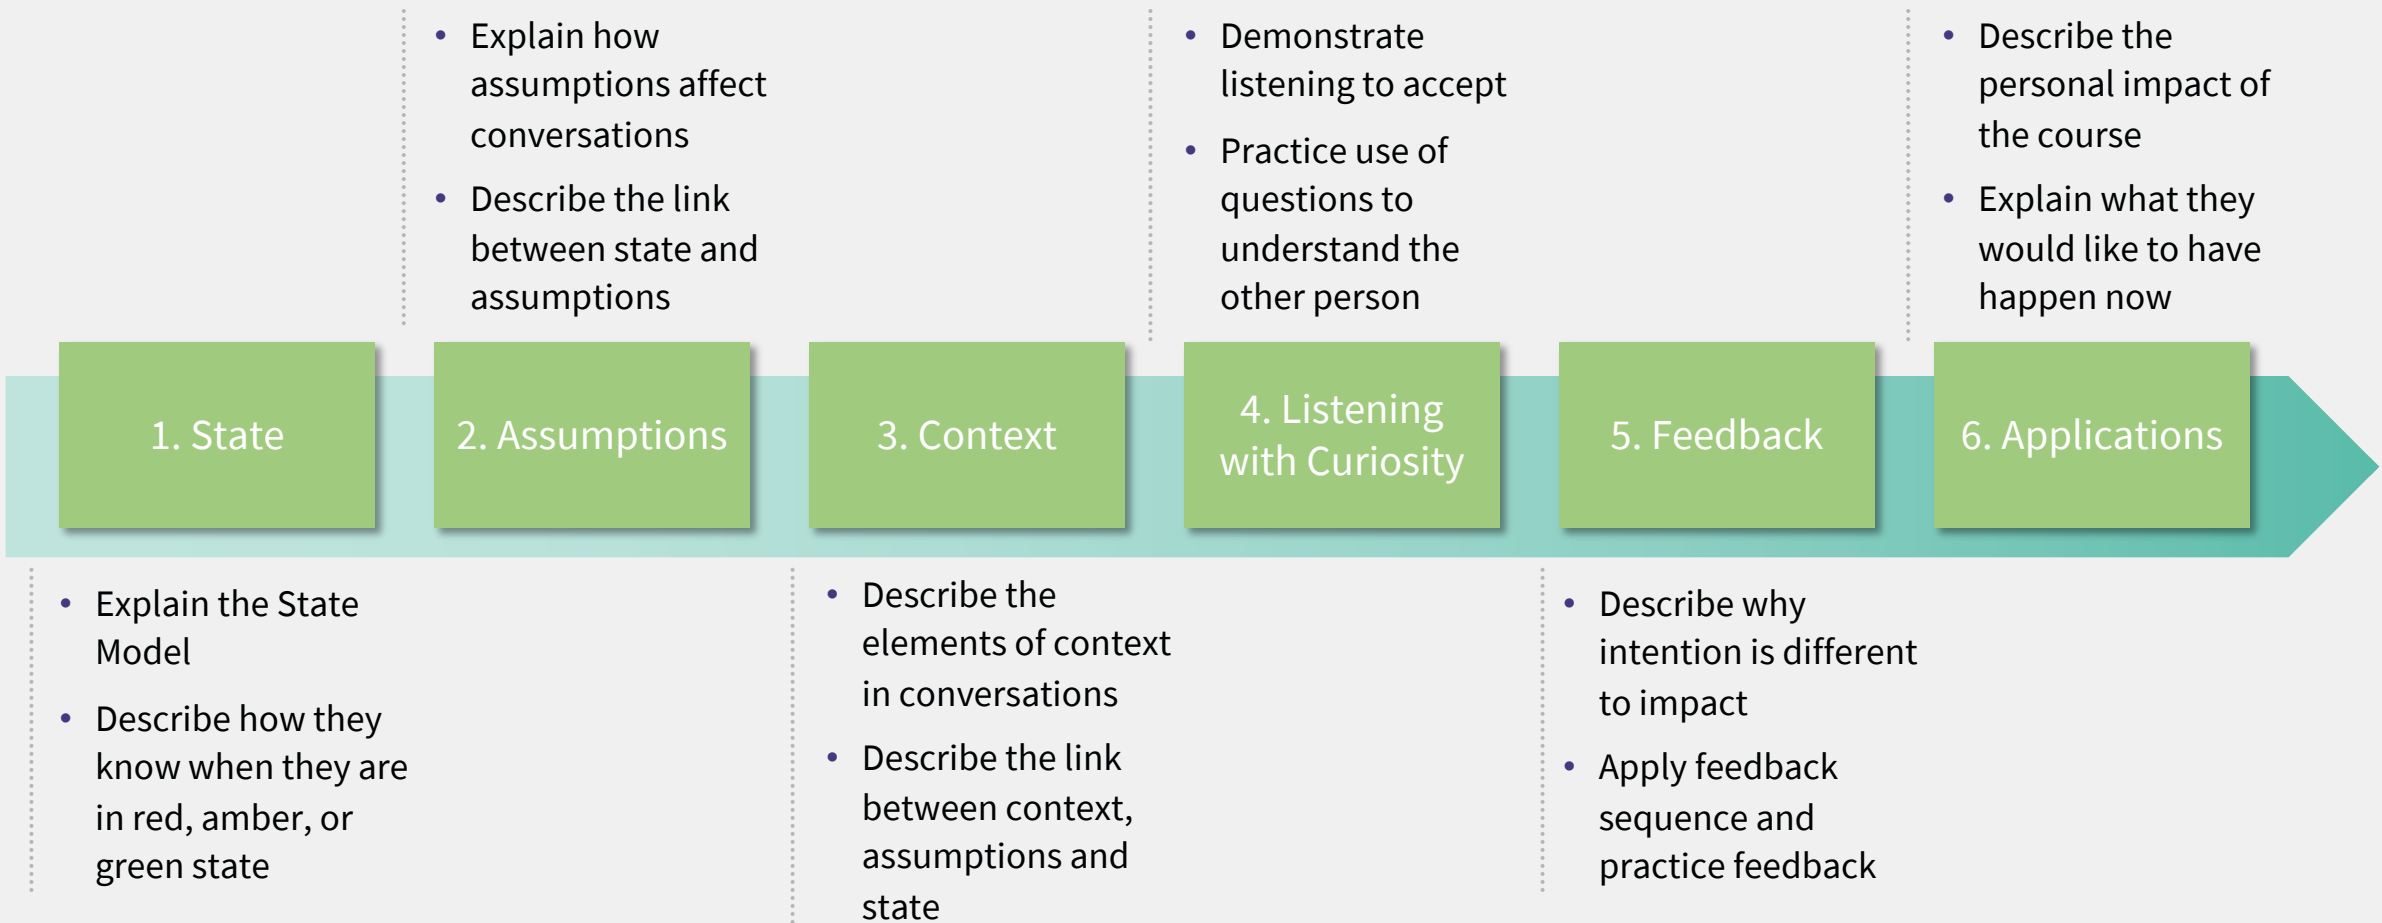 • Explain how
assumptions affect
conversations
• Describe the link
between state and
assumptions
• Demonstrate
listening to accept
• Practice use of
questions to
understand the
other person
• Describe the
personal impact of
the course
• Explain what they
would like to have
happen now
1. State
2. Assumptions
3. Context
4. Listening
with Curiosity
5. Feedback
6. Applications
• Explain the State
Model
• Describe how they
know when they are
in red, amber, or
green state
• Describe the
elements of context
in conversations
• Describe the link
between context,
assumptions and
state
• Describe why
intention is different
to impact
• Apply feedback
sequence and
practice feedback